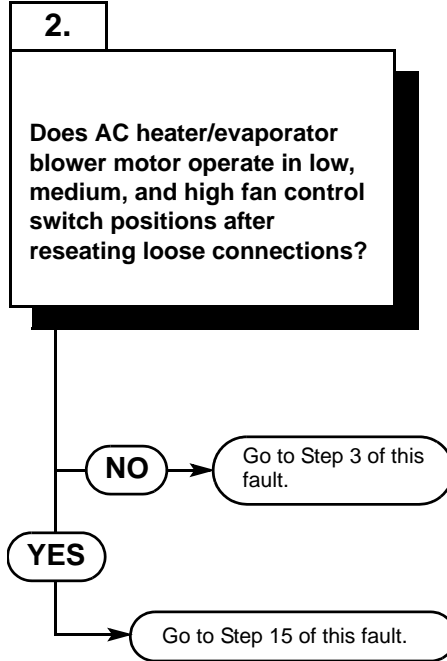 2.
Does AC heater/evaporator
blower motor operate in low,
medium, and high fan control
switch positions after
reseating loose connections?
NO
Go to Step 3 of this
fault.
YES
Go to Step 15 of this fault.